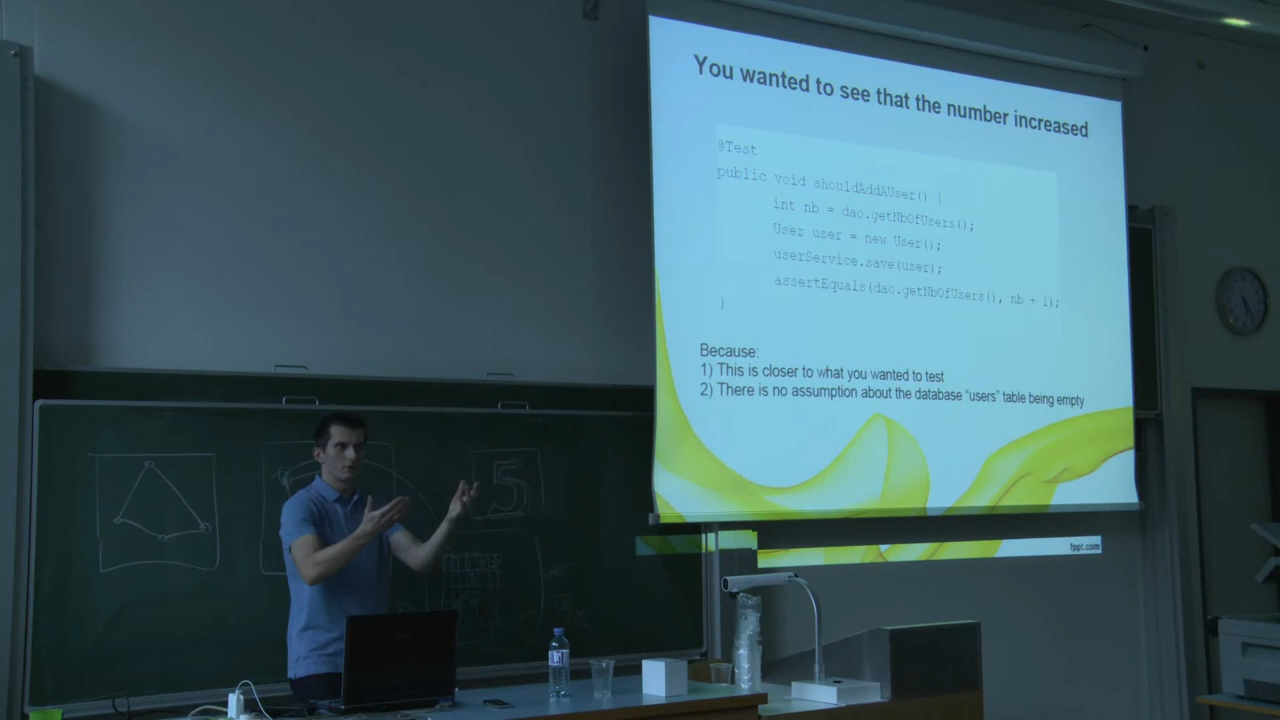 You wanted to see that the number increased
@Test
public void shouldAddAUser() {
int nb = dao.getNbOfUsers();
User user = new User();
userService.save(user);
assertEquals(dao.getNbOfUsers(), nb + 1);
}
Because:
1) This is closer to what you wanted to test
2) There is no assumption about the database “users” table being empty
5
fppt.com